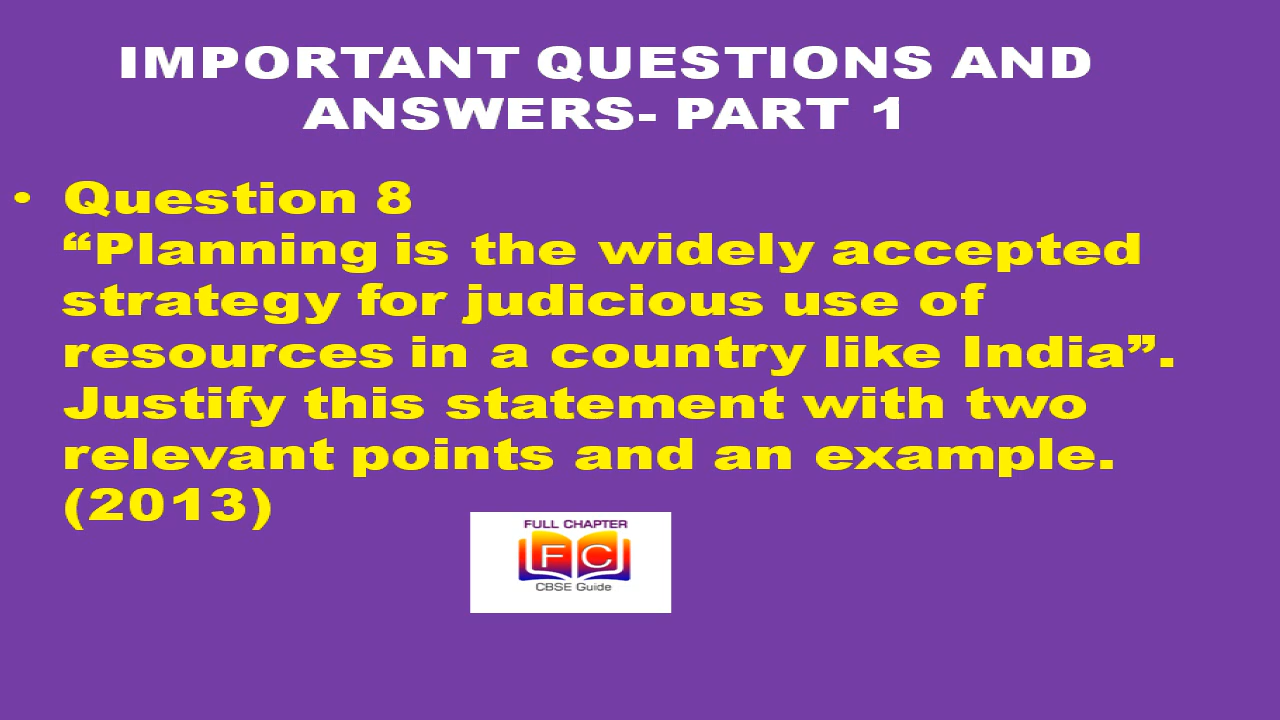 IMPORTANT QUESTIONS AND
ANSWERS- PART 1
• Question 8
“Planning is the widely accepted
strategy for judicious use of
resources in a country like India”.
Justify this statement with two
relevant points and an example.
(2013)
FULL CHAPTER
FC
CBSE Guide